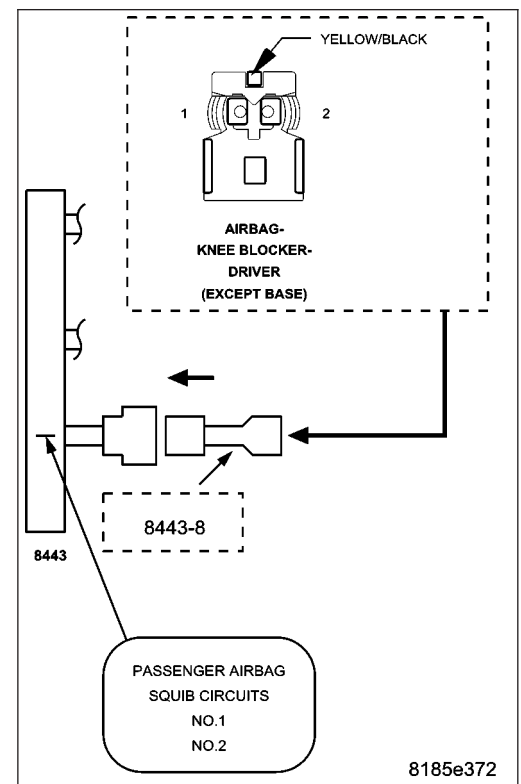 YELLOW/BLACK
1
2
AIRBAG-
KNEE BLOCKER-
DRIVER
(EXCEPT BASE)
8443-8
8443
PASSENGER AIRBAG
SQUIB CIRCUITS
NO.1
NO.2
8185e372